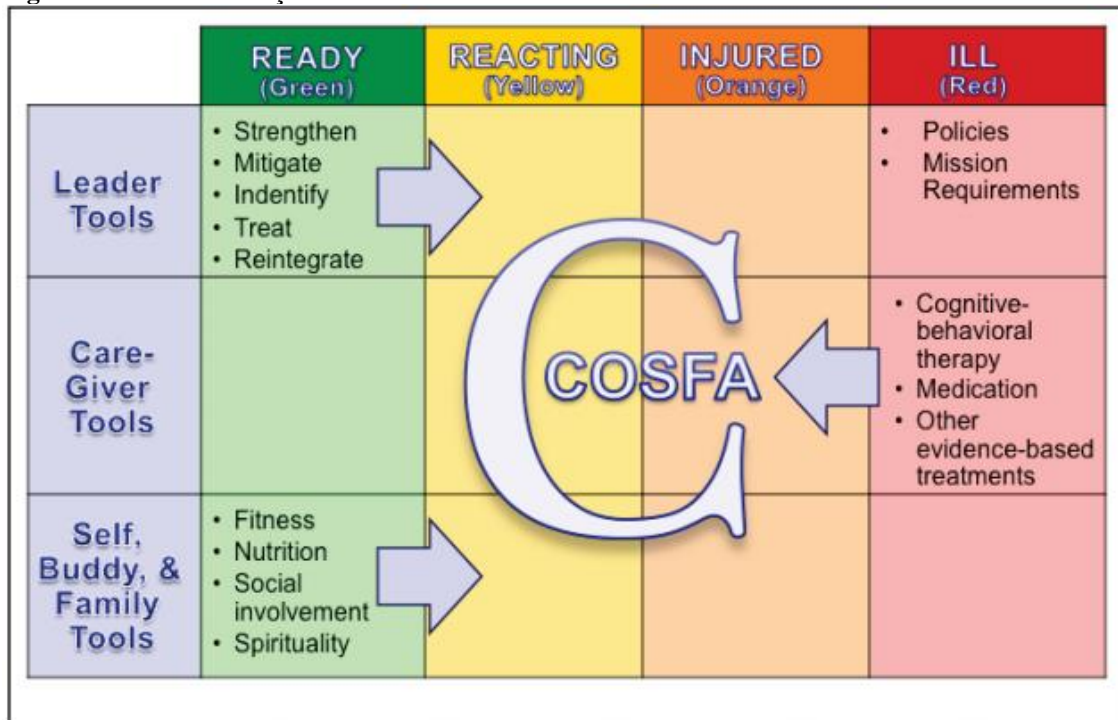 READY
(Green)
REACTING
(Yellow)
INJURED
(Orange)
ILL
(Red)
Leader
Tools
• Strengthen
• Mitigate
• Indentify
• Treat
• Reintegrate
• Policies
• Mission
Requirements
Care-
Giver
Tools
C
COSFA
• Cognitive-
behavioral
therapy
• Medication
• Other
evidence-based
treatments
Self,
Buddy, &
Family
Tools
• Fitness
• Nutrition
• Social
involvement
• Spirituality